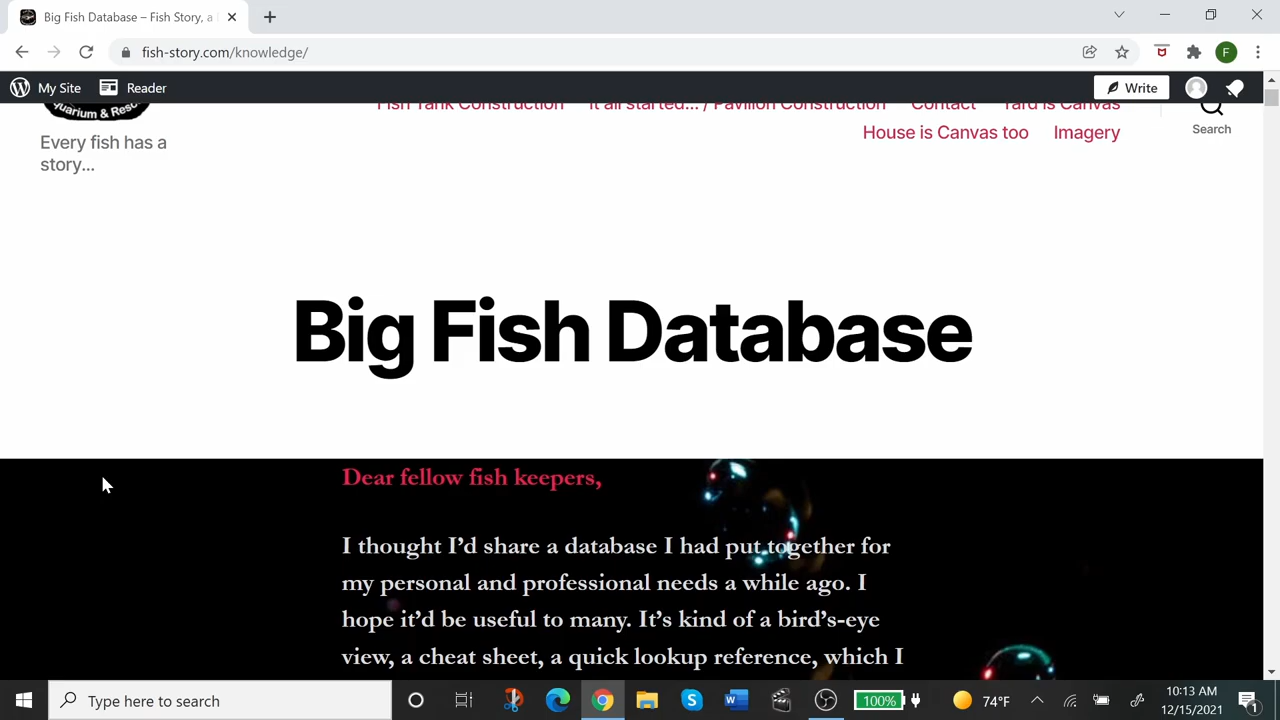 Big Fish Database – Fish Story, a
fish-story.com/knowledge/
F
My Site
Reader
Write
Aquarium & Resc
Fish Tank Construction
It all started… / Pavilion Construction
Contact
Yard is Canvas
Every fish has a
story…
House is Canvas too
Imagery
Search
Big Fish Database
Dear fellow fish keepers,
I thought I’d share a database I had put together for
my personal and professional needs a while ago. I
hope it’d be useful to many. It’s kind of a bird’s-eye
view, a cheat sheet, a quick lookup reference, which I
Type here to search
100%
74°F
10:13 AM
12/15/2021
1